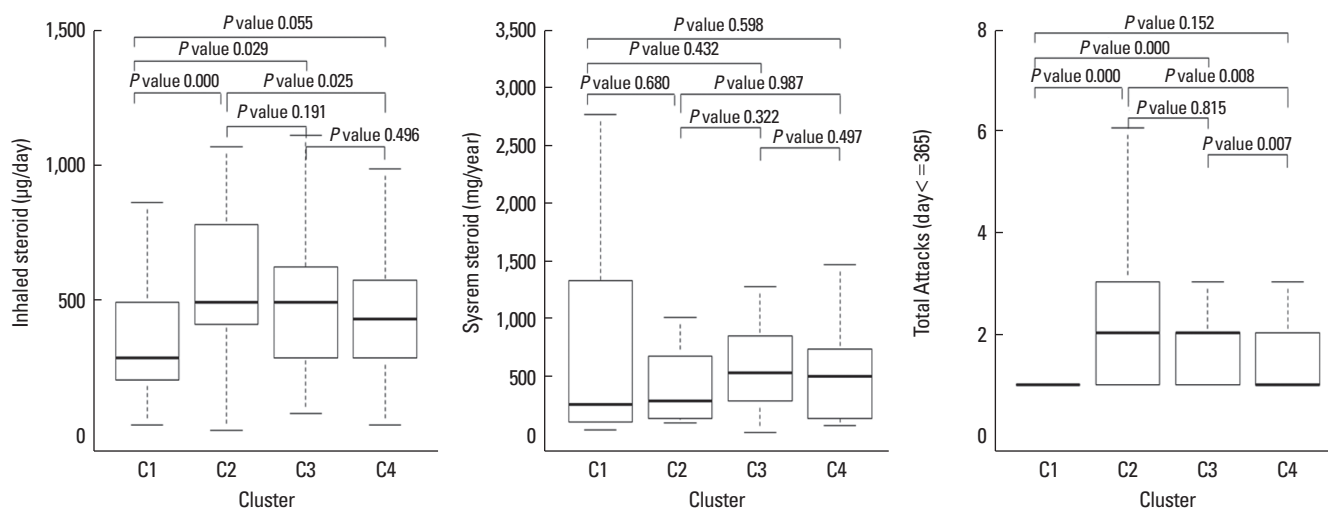 1,500
1,000
500
0
Inhaled steroid (µg/day)
P value 0.055
P value 0.029
P value 0.000
P value 0.025
P value 0.191
P value 0.496
C1 C2 C3 C4
Cluster
3,500
3,000
2,500
2,000
1,500
1,000
500
0
Sysrem steroid (mg/year)
P value 0.598
P value 0.432
P value 0.680
P value 0.987
P value 0.322
P value 0.497
C1 C2 C3 C4
Cluster
8
6
4
2
0
Total Attacks (day< =365)
P value 0.152
P value 0.000
P value 0.000
P value 0.008
P value 0.815
P value 0.007
C1 C2 C3 C4
Cluster